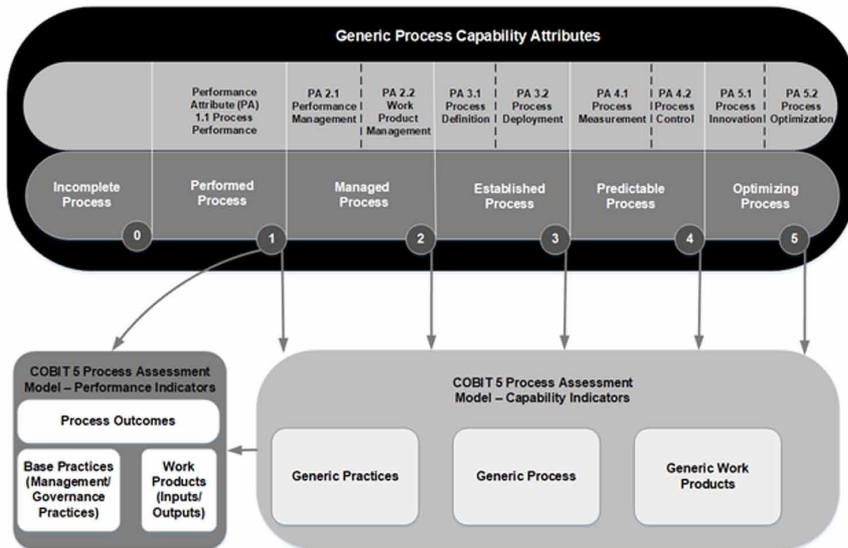 Generic Process Capability Attributes
Performance
Attribute (PA)
1.1 Process
Performance
PA 2.1
Performance
Management
PA 2.2
Work
Product
Management
PA 3.1
Process
Definition
PA 3.2
Process
Deployment
PA 4.1
Process
Measurement
PA 4.2
Process
Control
PA 5.1
Process
Innovation
PA 5.2
Process
Optimization
Incomplete
Process
Performed
Process
Managed
Process
Established
Process
Predictable
Process
Optimizing
Process
0
1
2
3
4
5
COBIT 5 Process Assessment
Model – Performance Indicators
Process Outcomes
Base Practices
(Management/
Governance
Practices)
Work
Products
(Inputs/
Outputs)
COBIT 5 Process Assessment
Model – Capability Indicators
Generic Practices
Generic Process
Generic Work
Products